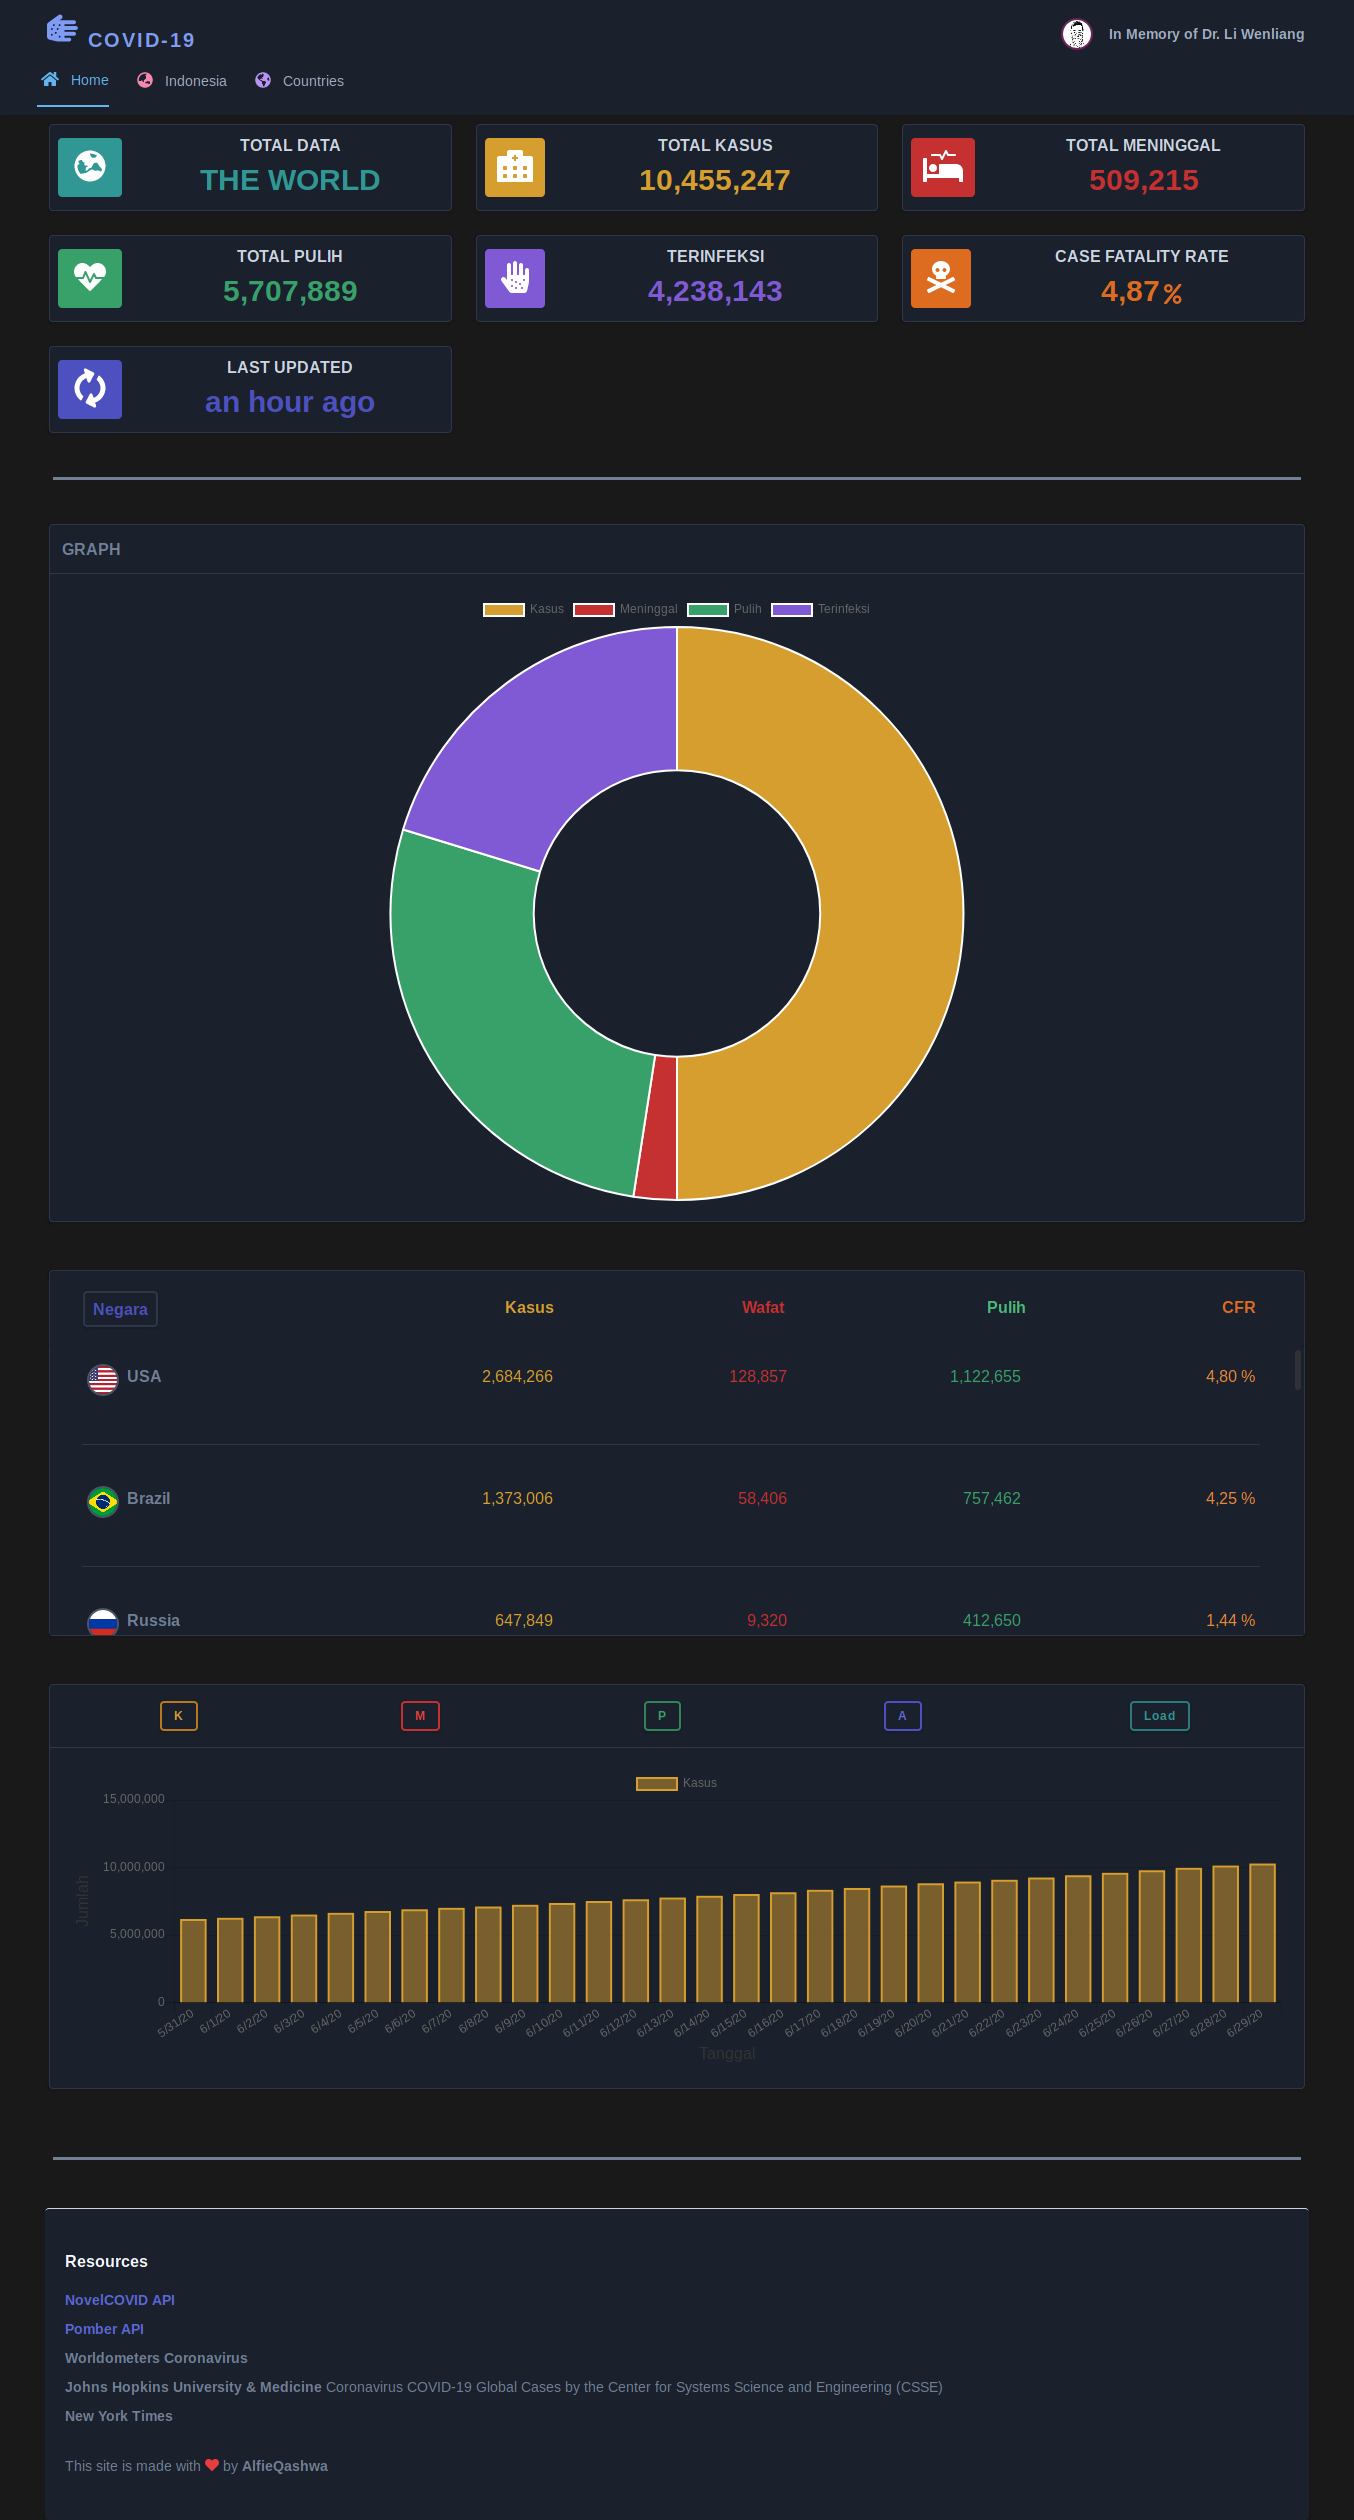 COVID-19
In Memory of Dr. Li Wenliang
Home Indonesia Countries
TOTAL DATA
THE WORLD
TOTAL KASUS
10,455,247
TOTAL MENINGGAL
509,215
TOTAL PULIH
5,707,889
TERINFEKSI
4,238,143
CASE FATALITY RATE
4,87 %
LAST UPDATED
an hour ago
GRAPH
Kasus Meninggal Pulih Terinfeksi
Negara Kasus Wafat Pulih CFR
USA 2,684,266 128,857 1,122,655 4,80 %
Brazil 1,373,006 58,406 757,462 4,25 %
Russia 647,849 9,320 412,650 1,44 %
K M P A Load
Kasus
15,000,000
10,000,000
5,000,000
0
Jumlah
5/31/20 6/1/20 6/2/20 6/3/20 6/4/20 6/5/20 6/6/20 6/7/20 6/8/20 6/9/20 6/10/20 6/11/20 6/12/20 6/13/20 6/14/20 6/15/20 6/16/20 6/17/20 6/18/20 6/19/20 6/20/20 6/21/20 6/22/20 6/23/20 6/24/20 6/25/20 6/26/20 6/27/20 6/28/20 6/29/20
Tanggal
Resources
NovelCOVID API
Pomber API
Worldometers Coronavirus
Johns Hopkins University & Medicine Coronavirus COVID-19 Global Cases by the Center for Systems Science and Engineering (CSSE)
New York Times
This site is made with ❤ by AlfieQashwa